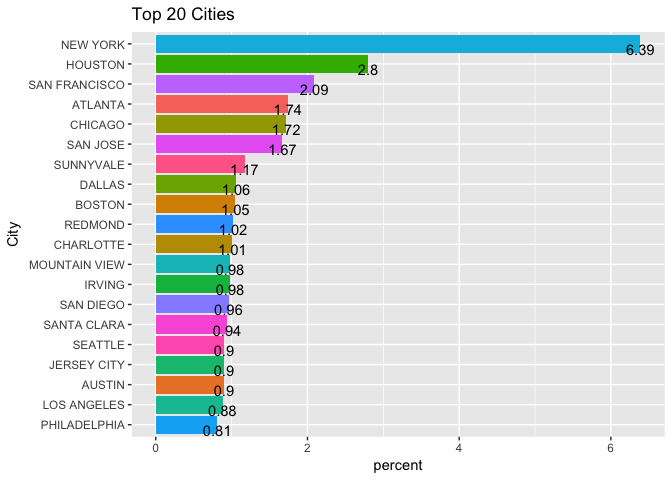 Top 20 Cities
City
NEW YORK 6.39
HOUSTON 2.8
SAN FRANCISCO 2.09
ATLANTA 1.74
CHICAGO 1.72
SAN JOSE 1.67
SUNNYVALE 1.17
DALLAS 1.06
BOSTON 1.05
REDMOND 1.02
CHARLOTTE 1.01
MOUNTAIN VIEW 0.98
IRVING 0.98
SAN DIEGO 0.96
SANTA CLARA 0.94
SEATTLE 0.9
JERSEY CITY 0.9
AUSTIN 0.9
LOS ANGELES 0.88
PHILADELPHIA 0.81
0 2 4 6
percent